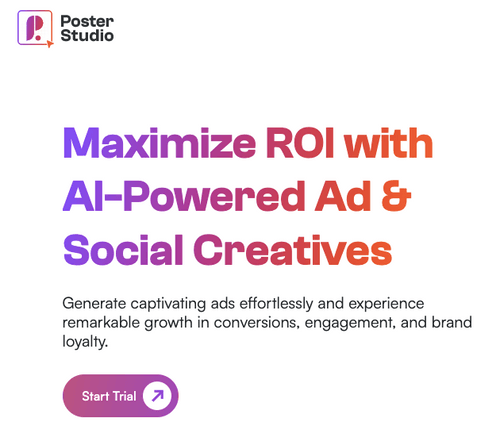 Poster
Studio
Maximize ROI with
AI-Powered Ad &
Social Creatives
Generate captivating ads effortlessly and experience
remarkable growth in conversions, engagement, and brand
loyalty.
Start Trial